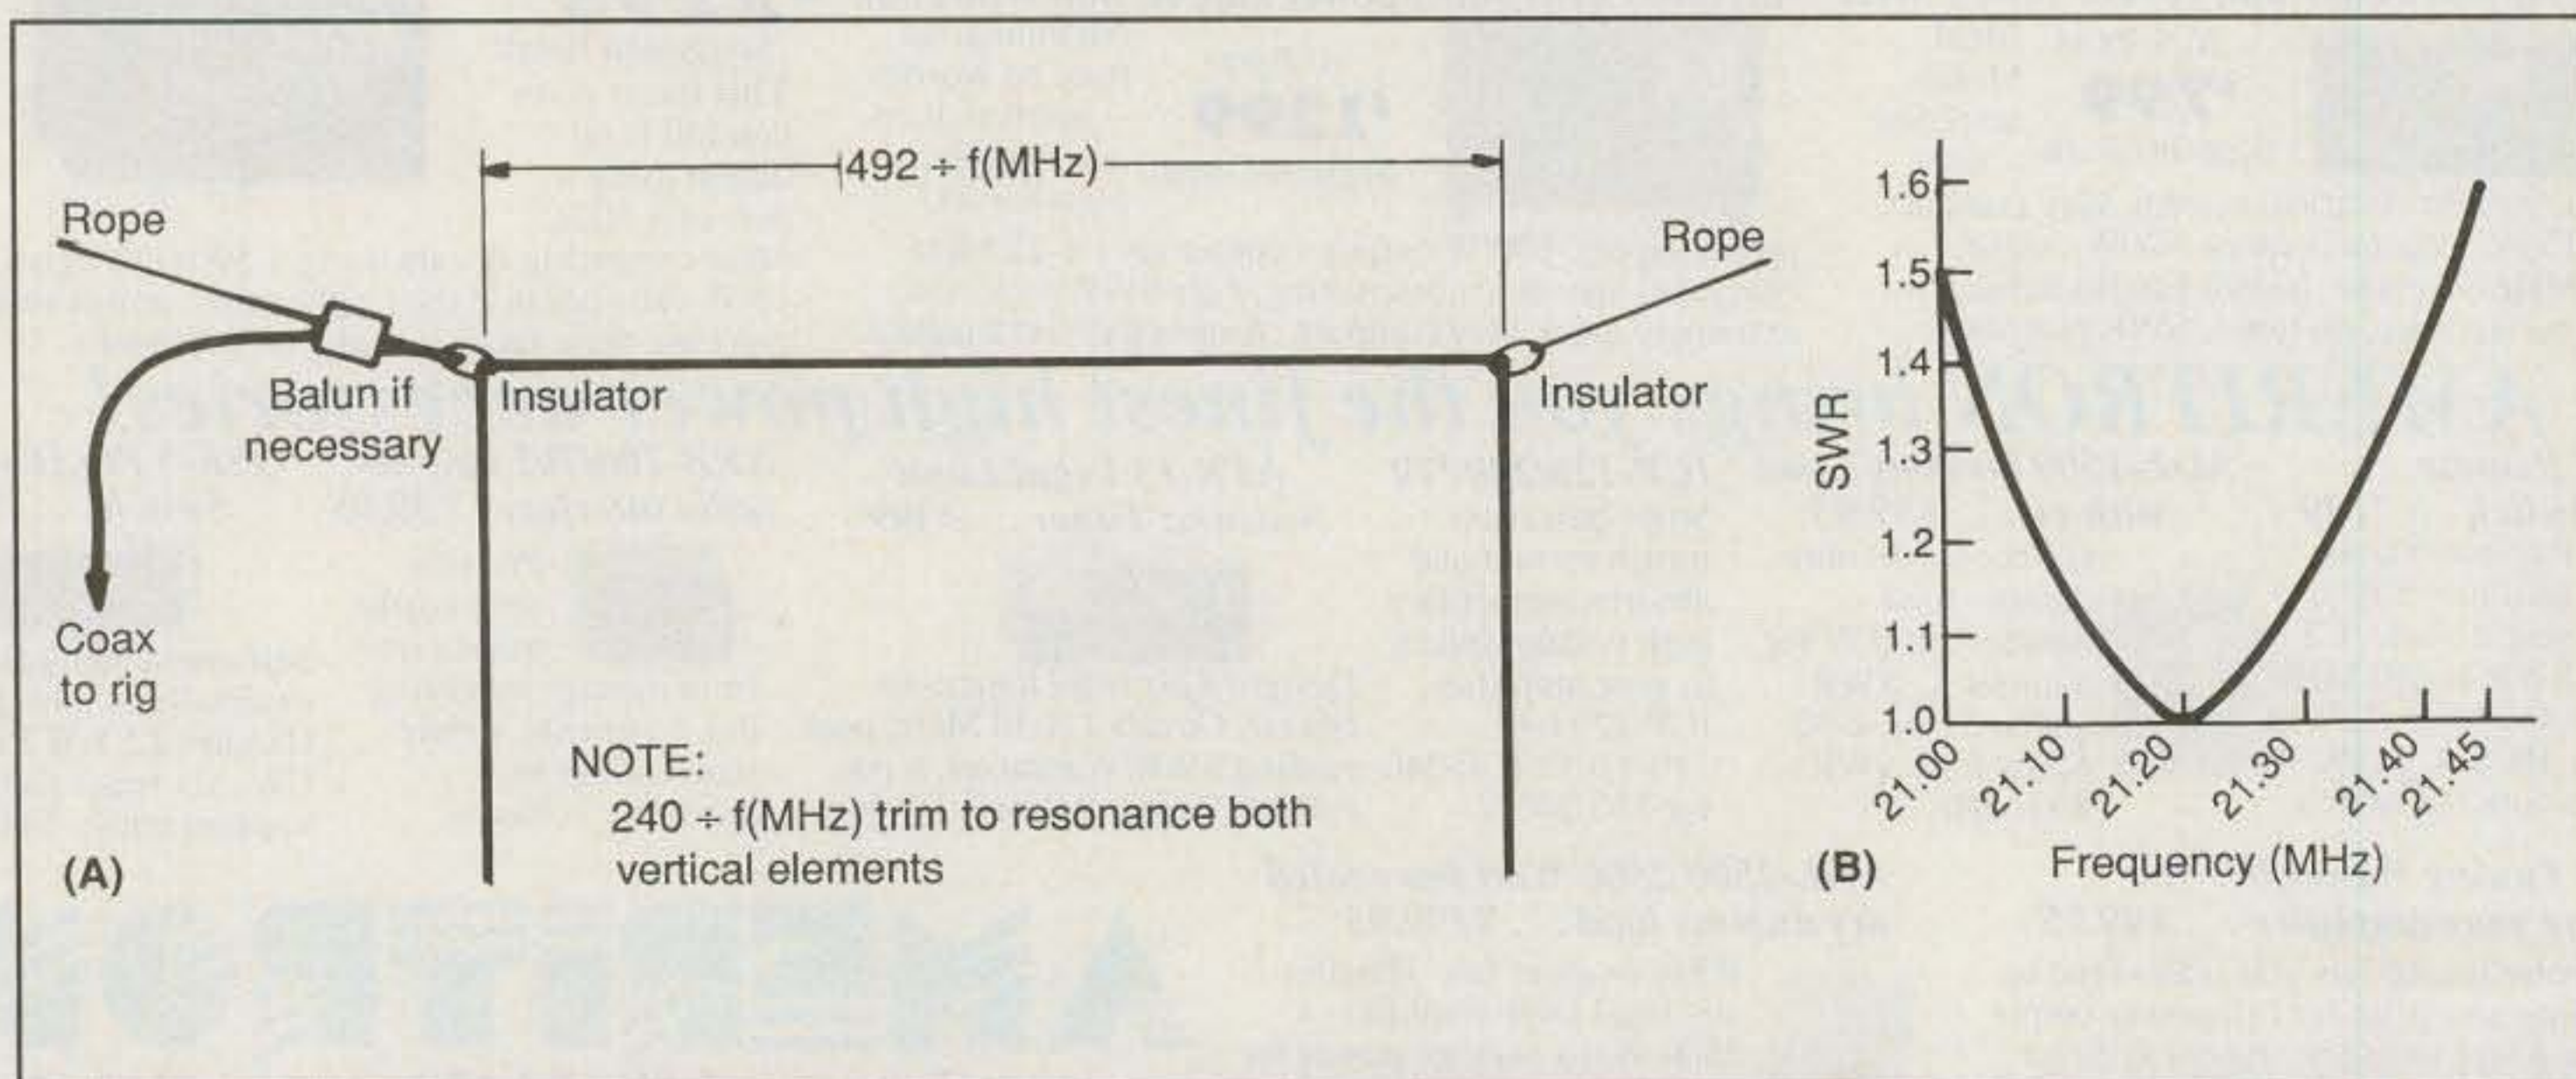 492 ÷ f(MHz)
Rope
Rope
Balun if
necessary
Insulator
Insulator
Coax
to rig
NOTE:
240 ÷ f(MHz) trim to resonance both
vertical elements
(A)
1.6
1.5
1.4
1.3
1.2
1.1
1.0
SWR
21.00
21.10
21.20
21.30
21.40
21.45
Frequency (MHz)
(B)